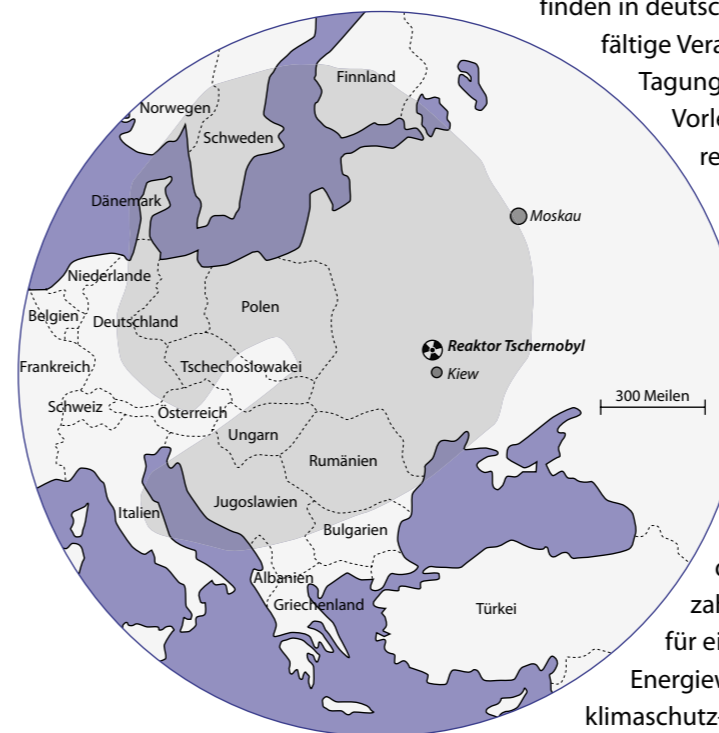 finden in deutsc
fältige Vera
Tagung
Vorle
re
Finnland
Norwegen
Schweden
Dänemark
Moskau
Niederlande
Polen
Belgien
Deutschland
Reaktor Tschernobyl
Frankreich
Tschechoslowakei
Kiew
300 Meilen
Schweiz
Österreich
Ungarn
Rumänien
Jugoslawien
Italien
Bulgarien
Albanien
Griechenland
Türkei
zah
für ei
Energiew
klimaschutz-